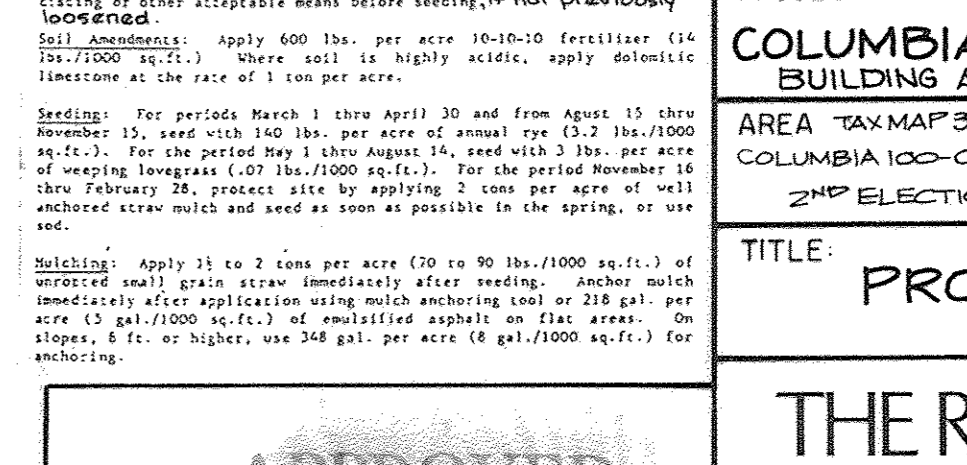 disting or other acceptable means before seeding, if not previously
loosened.
Soil Amendments: Apply 600 lbs. per acre 10-10-10 fertilizer (14
lbs./1000 sq.ft.) Where soil is highly acidic, apply dolomitic
limestone at the rate of 1 ton per acre.
Seeding: For periods March 1 thru April 30 and from Agust 15 thru
November 15, seed with 140 lbs. per acre of annual rye (3.2 lbs./1000
sq.ft.). For the period May 1 thru August 14, seed with 3 lbs. per acre
of weeping lovegrass (.07 lbs./1000 sq.ft.). For the period November 16
thru February 28, protect site by applying 2 tons per acre of well
anchored straw mulch and seed as soon as possible in the spring, or use
sod.
Mulching: Apply 1½ to 2 tons per acre (70 to 90 lbs./1000 sq.ft.) of
unrotted small grain straw immediately after seeding. Anchor mulch
immediately after application using mulch anchoring tool or 218 gal. per
acre (5 gal./1000 sq.ft.) of emulsified asphalt on flat areas. On
slopes, 6 ft. or higher, use 348 gal. per acre (8 gal./1000 sq.ft.) for
anchoring.
APPROVED
COLUMBIA
BUILDING A
AREA TAX MAP 3
COLUMBIA 100-
2ND ELECTI
TITLE:
PRO
THE R